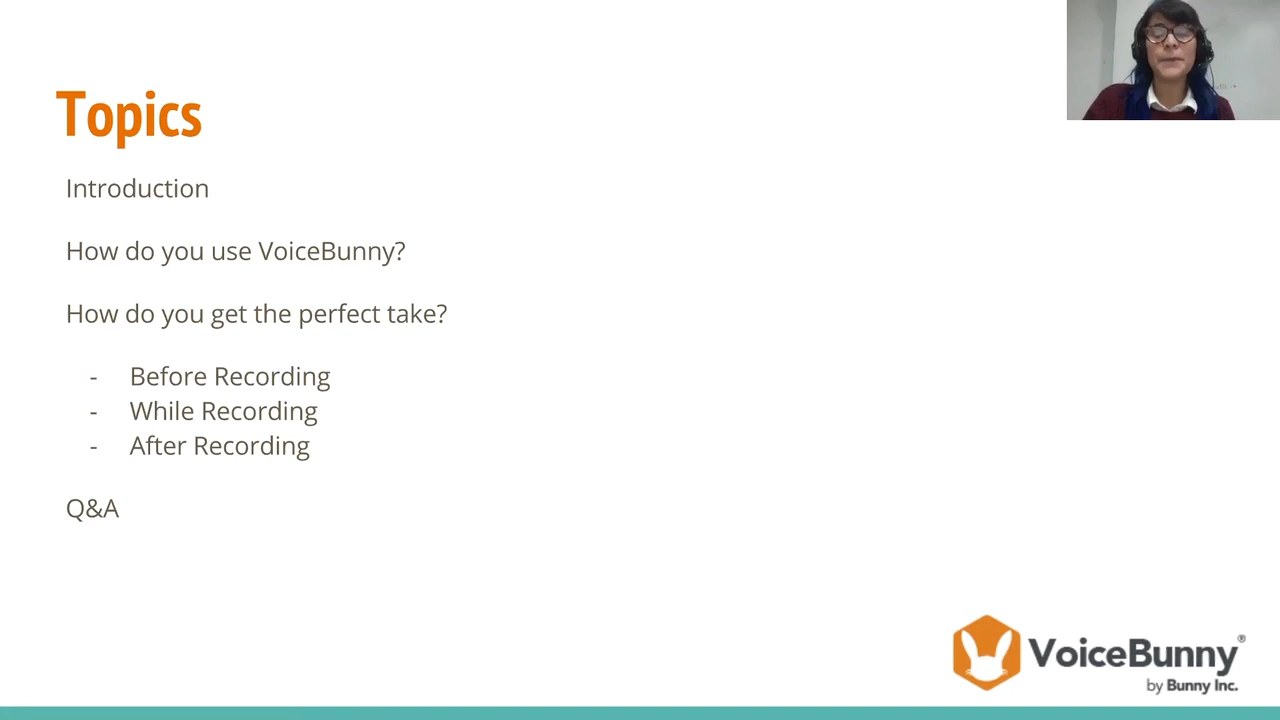 Topics
Introduction
How do you use VoiceBunny?
How do you get the perfect take?
- Before Recording
- While Recording
- After Recording
Q&A
VoiceBunny®
by Bunny Inc.